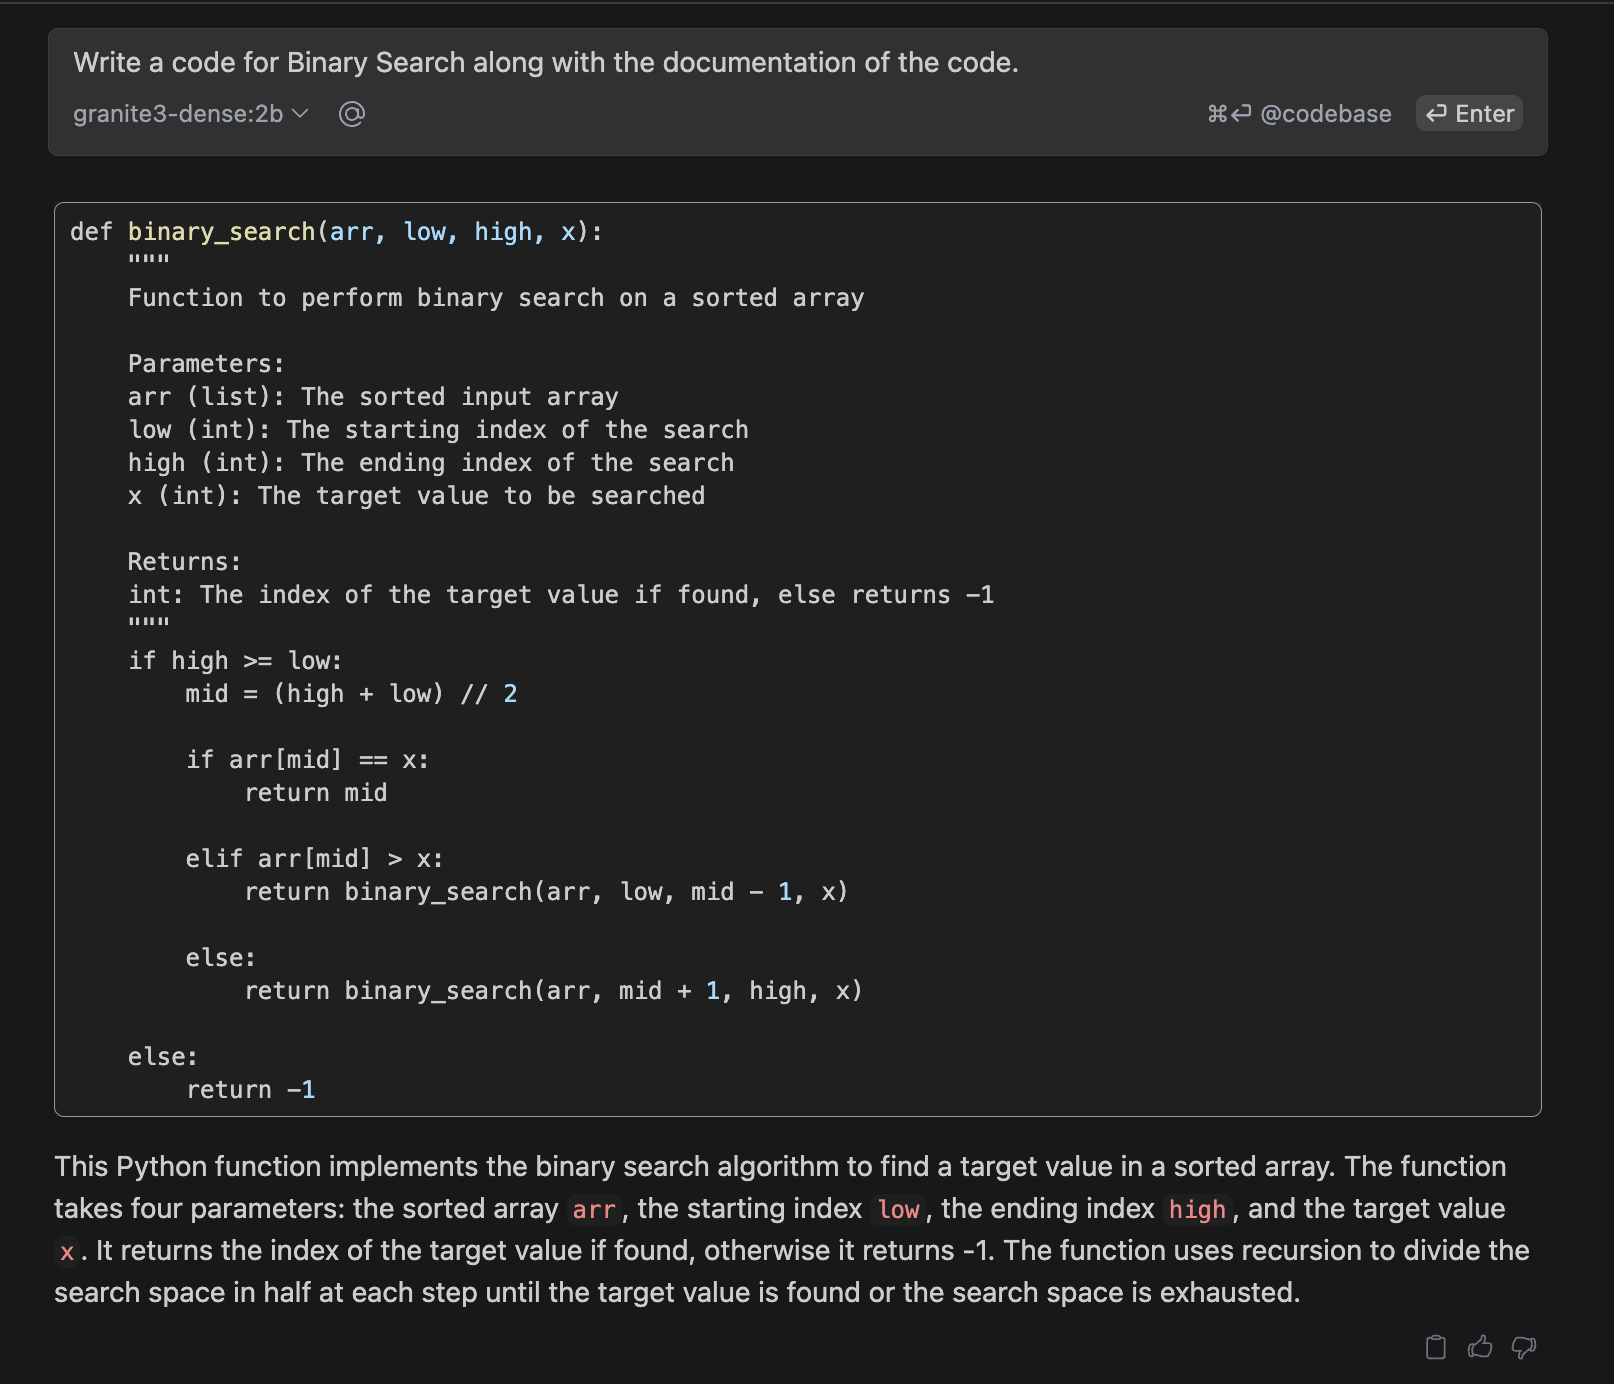 Write a code for Binary Search along with the documentation of the code.
granite3-dense:2b @ ⌘⏎ @codebase ⏎ Enter
def binary_search(arr, low, high, x):
    """
    Function to perform binary search on a sorted array

    Parameters:
    arr (list): The sorted input array
    low (int): The starting index of the search
    high (int): The ending index of the search
    x (int): The target value to be searched

    Returns:
    int: The index of the target value if found, else returns -1
    """
    if high >= low:
        mid = (high + low) // 2

        if arr[mid] == x:
            return mid

        elif arr[mid] > x:
            return binary_search(arr, low, mid - 1, x)

        else:
            return binary_search(arr, mid + 1, high, x)

    else:
        return -1
This Python function implements the binary search algorithm to find a target value in a sorted array. The function
takes four parameters: the sorted array arr, the starting index low, the ending index high, and the target value
x. It returns the index of the target value if found, otherwise it returns -1. The function uses recursion to divide the
search space in half at each step until the target value is found or the search space is exhausted.